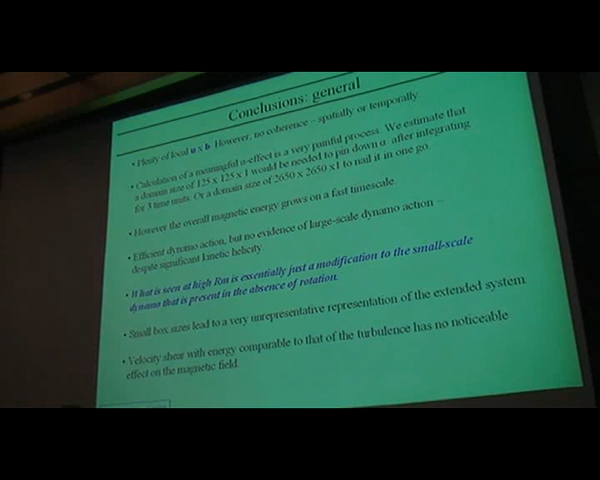 Conclusions: general
• Plenty of local u x b. However, no coherence – spatially or temporally.
• Calculation of a meaningful α-effect is a very painful process. We estimate that
a domain size of 125 x 125 x 1 would be needed to pin down α after integrating
for 3 time units. Or a domain size of 2650 x 2650 x1 to nail it in one go.
• However the overall magnetic energy grows on a fast timescale.
• Efficient dynamo action, but no evidence of large-scale dynamo action –
despite significant kinetic helicity.
• What is seen at high Rm is essentially just a modification to the small-scale
dynamo that is present in the absence of rotation.
• Small box sizes lead to a very unrepresentative representation of the extended system
• Velocity shear with energy comparable to that of the turbulence has no noticeable
effect on the magnetic field.